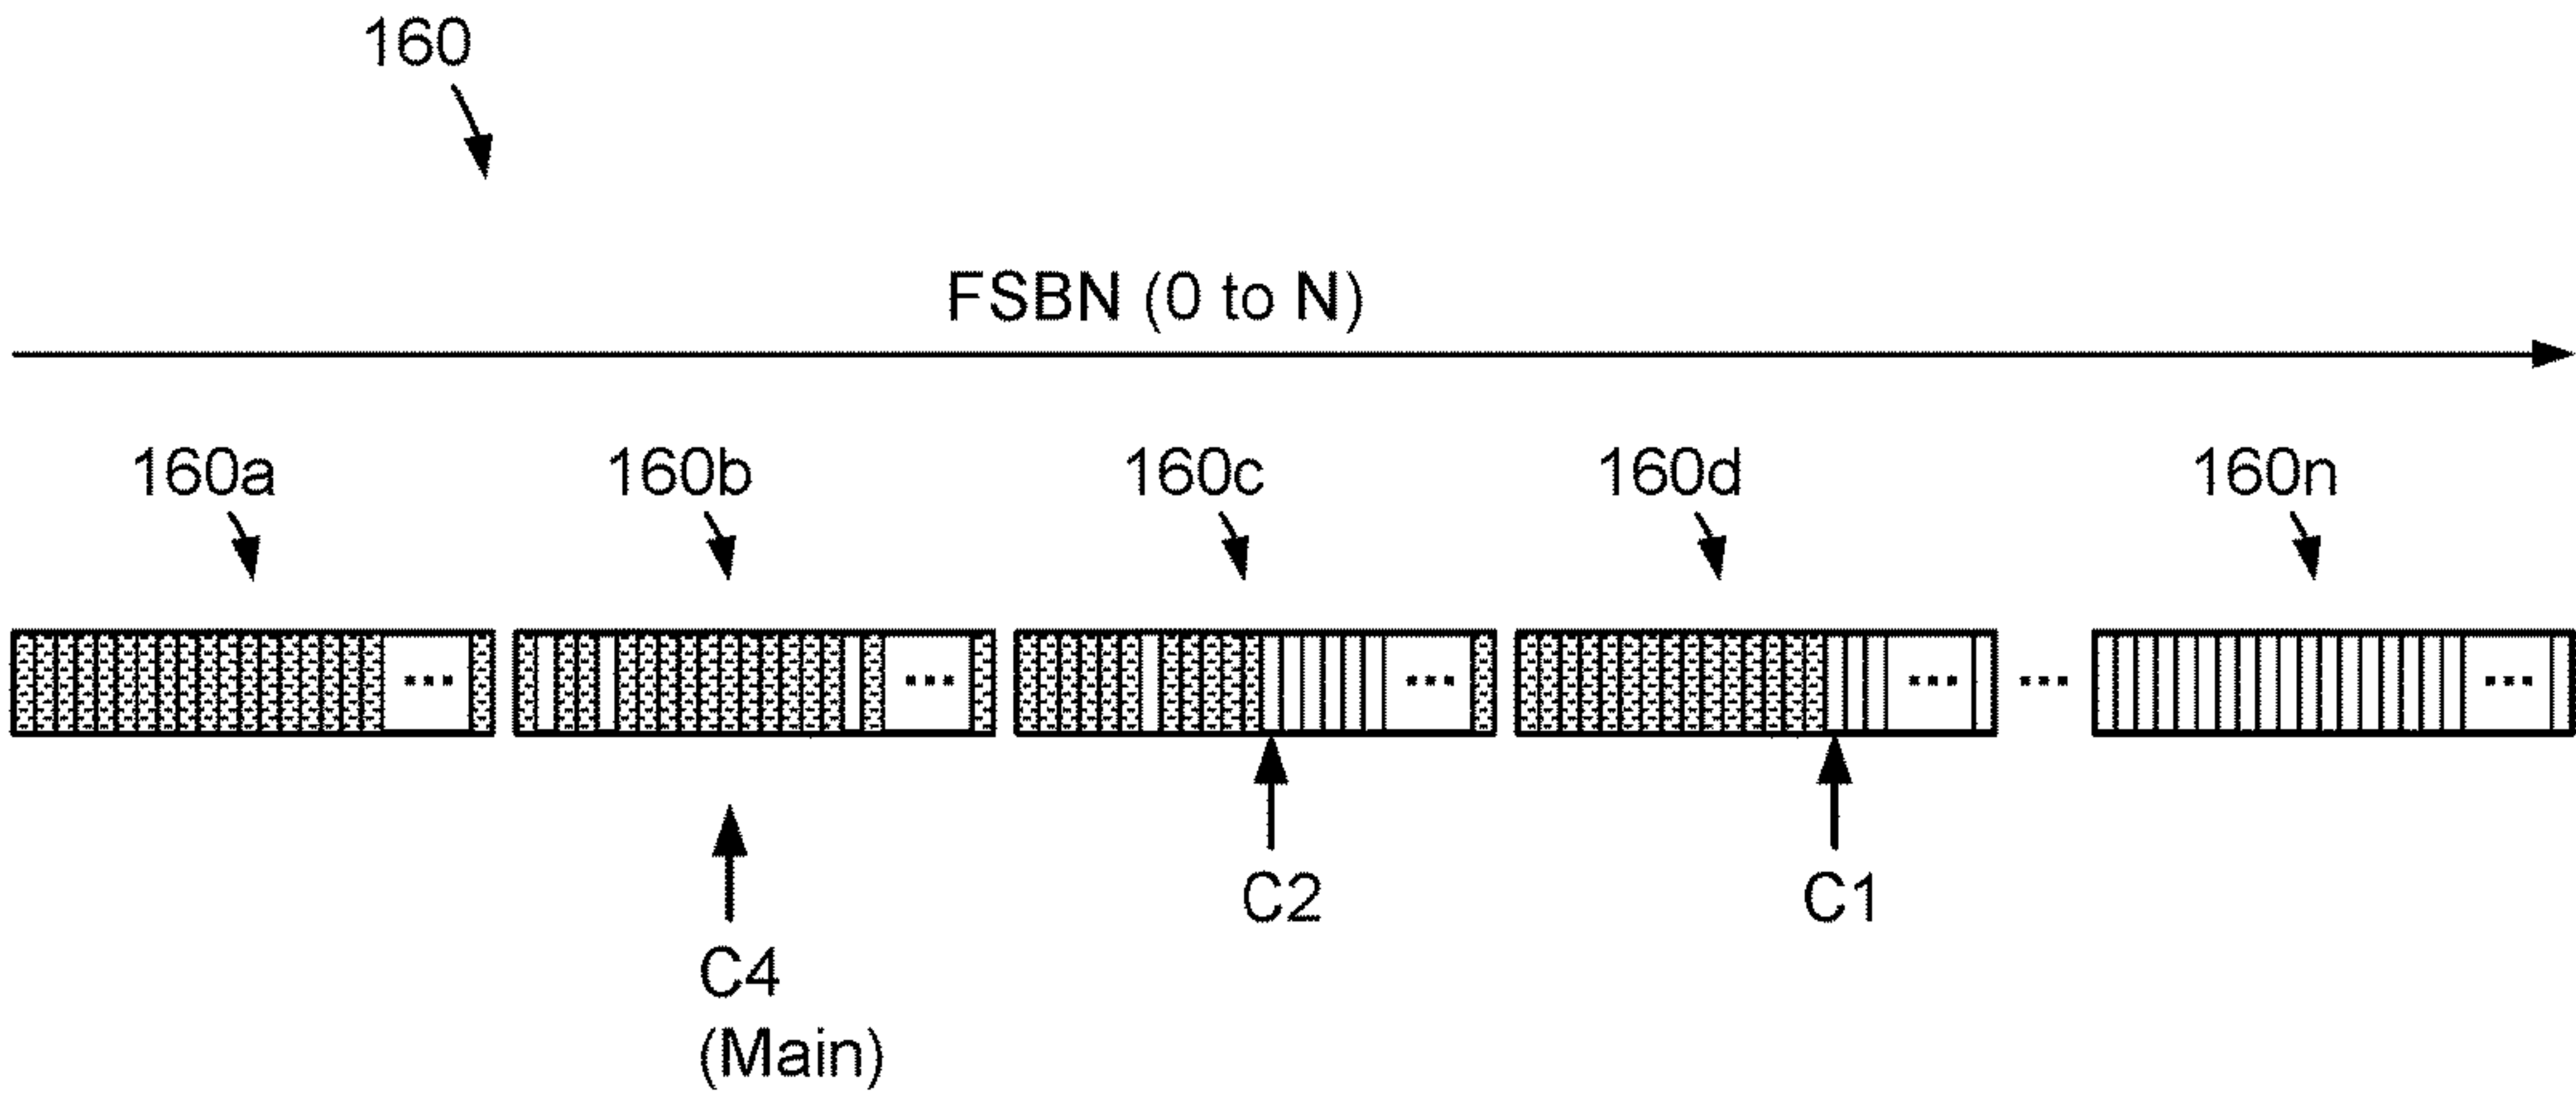 160
FSBN (0 to N)
160a 160b 160c 160d 160n
... ... ... ... ... ...
C2 C1
C4
(Main)